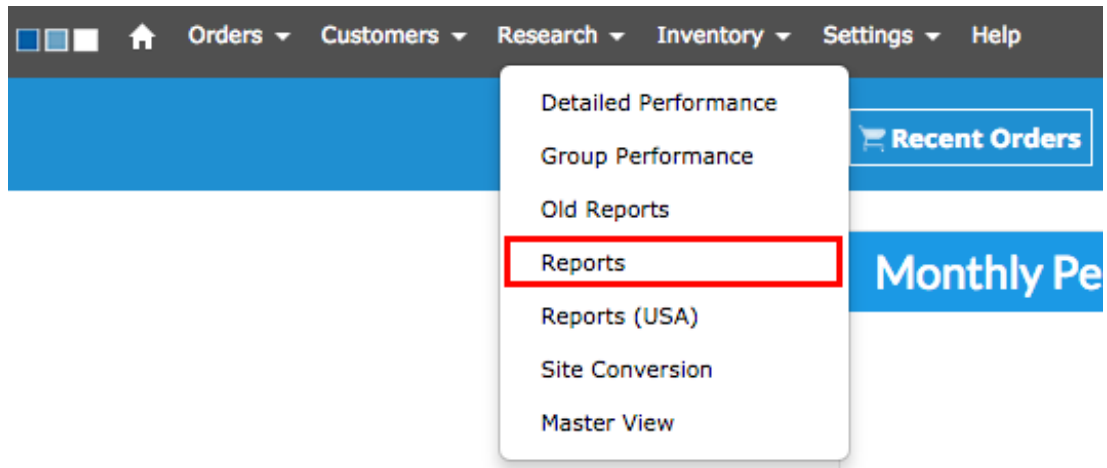 Orders Customers Research Inventory Settings Help
Detailed Performance
Group Performance
Recent Orders
Old Reports
Reports
Monthly Pe
Reports (USA)
Site Conversion
Master View